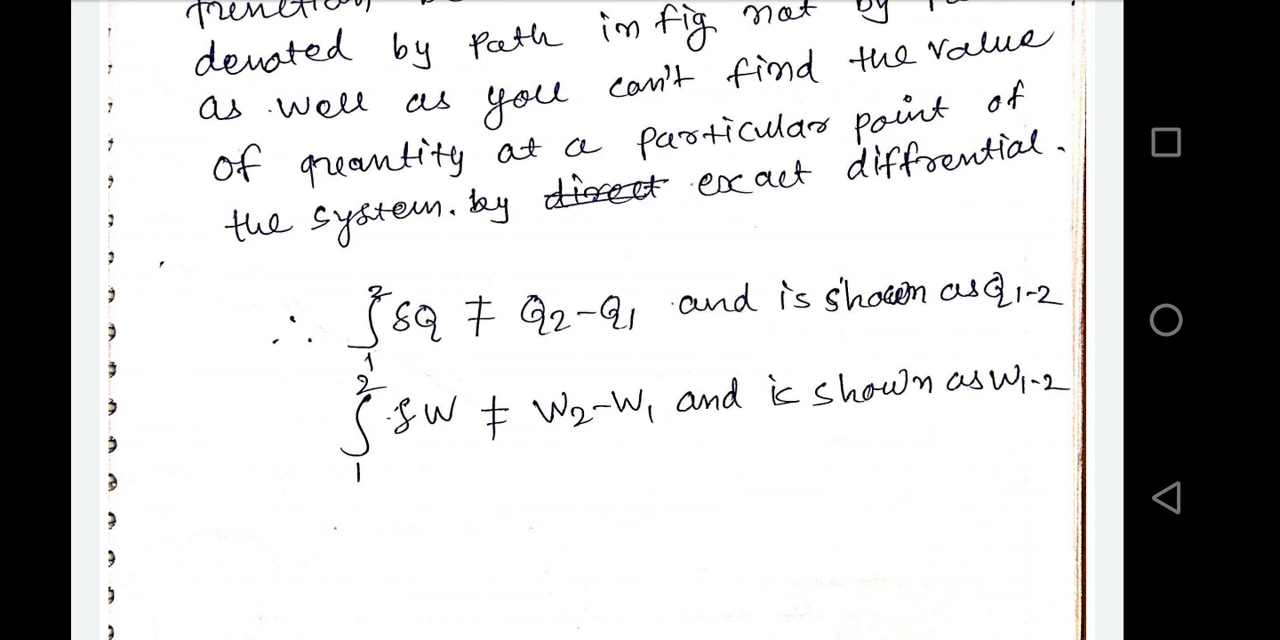 denoted by path in fig not by
as well as you can't find the value
of quantity at a particular point of
the system. by direct exact diffrential.
∴ ∫₁² δQ ≠ Q₂-Q₁ and is shown as Q₁-₂
∫₁² δW ≠ W₂-W₁ and is shown as W₁-₂